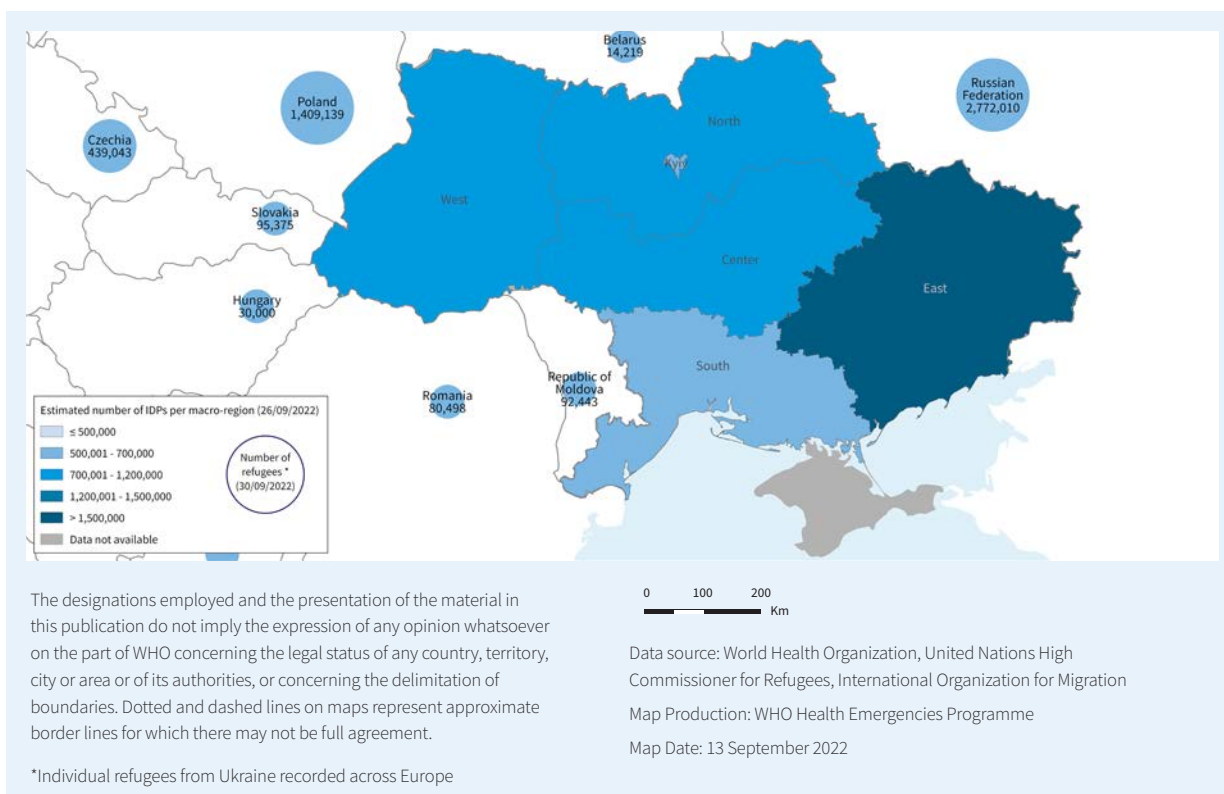 Belarus
14,219
Poland
1,409,139
Russian
Federation
2,772,010
North
Czechia
439,043
Kyiv
West
Slovakia
95,375
Center
East
Hungary
30,000
South
Republic of
Moldova
92,443
Romania
80,498
Estimated number of IDPs per macro-region (26/09/2022)
≤ 500,000
500,001 - 700,000
700,001 - 1,200,000
1,200,001 - 1,500,000
> 1,500,000
Data not available
Number of
refugees *
(30/09/2022)
The designations employed and the presentation of the material in
this publication do not imply the expression of any opinion whatsoever
on the part of WHO concerning the legal status of any country, territory,
city or area or of its authorities, or concerning the delimitation of
boundaries. Dotted and dashed lines on maps represent approximate
border lines for which there may not be full agreement.
*Individual refugees from Ukraine recorded across Europe
0 100 200
Km
Data source: World Health Organization, United Nations High
Commissioner for Refugees, International Organization for Migration
Map Production: WHO Health Emergencies Programme
Map Date: 13 September 2022